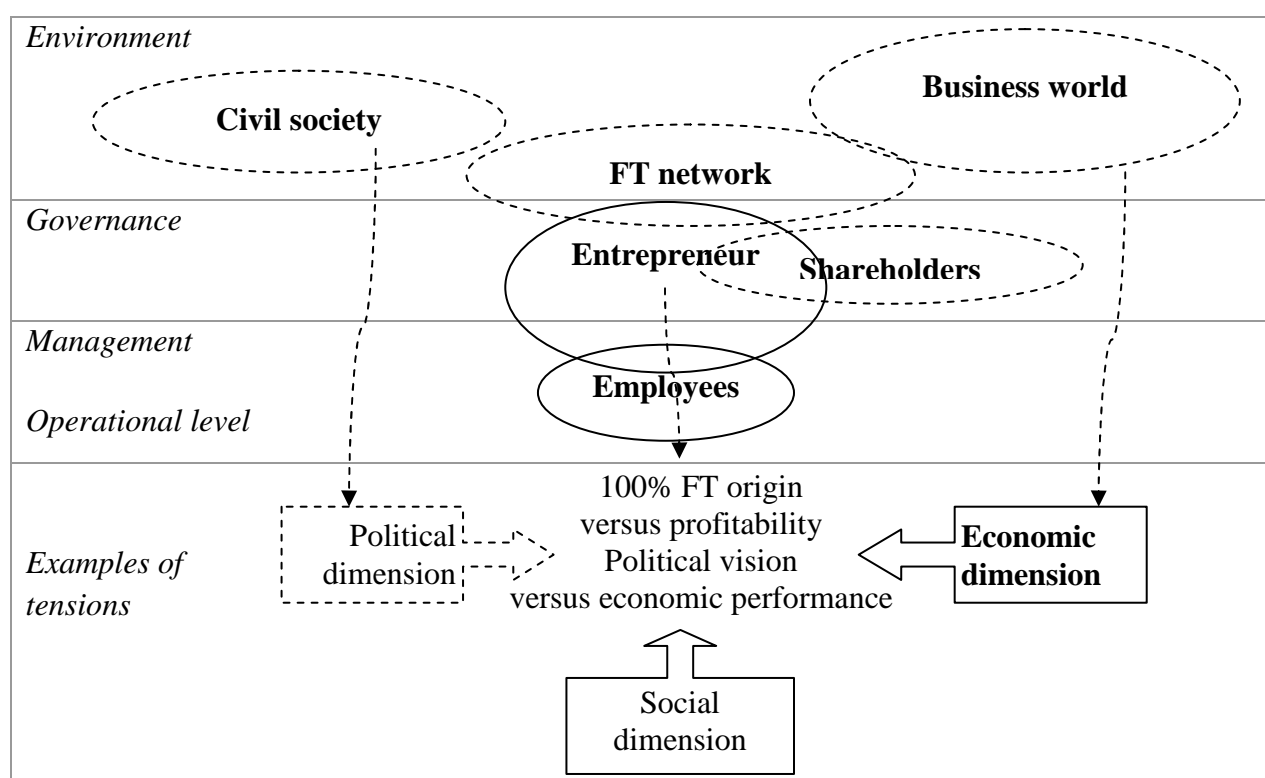 Environment
Business world
Civil society
FT network
Governance
Entrepreneur
Shareholders
Management
Employees
Operational level
100% FT origin
versus profitability
Political vision
versus economic performance
Political
dimension
Economic
dimension
Examples of
tensions
Social
dimension